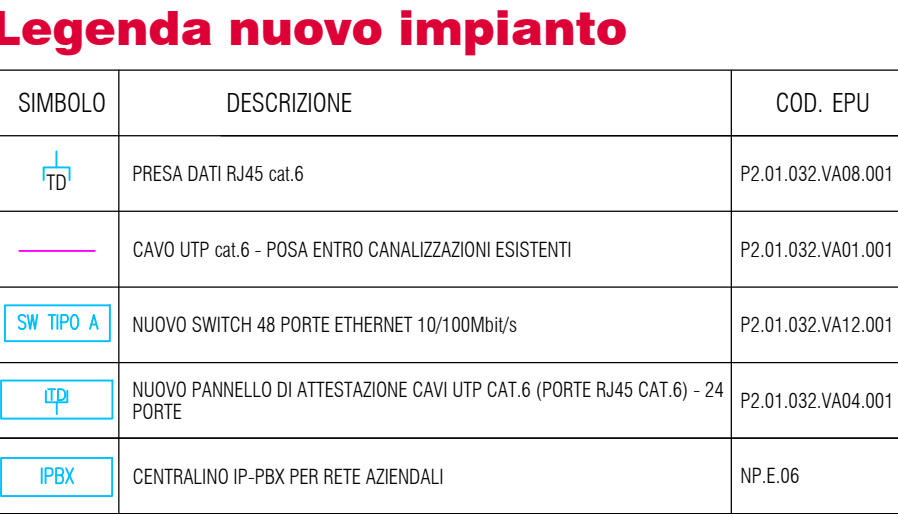 Legenda nuovo impianto
SIMBOLO DESCRIZIONE COD. EPU
TD PRESA DATI RJ45 cat.6 P2.01.032.VA08.001
CAVO UTP cat.6 - POSA ENTRO CANALIZZAZIONI ESISTENTI P2.01.032.VA01.001
SW TIPO A NUOVO SWITCH 48 PORTE ETHERNET 10/100Mbit/s P2.01.032.VA12.001
TD NUOVO PANNELLO DI ATTESTAZIONE CAVI UTP CAT.6 (PORTE RJ45 CAT.6) - 24 P2.01.032.VA04.001
PORTE
IPBX CENTRALINO IP-PBX PER RETE AZIENDALI NP.E.06